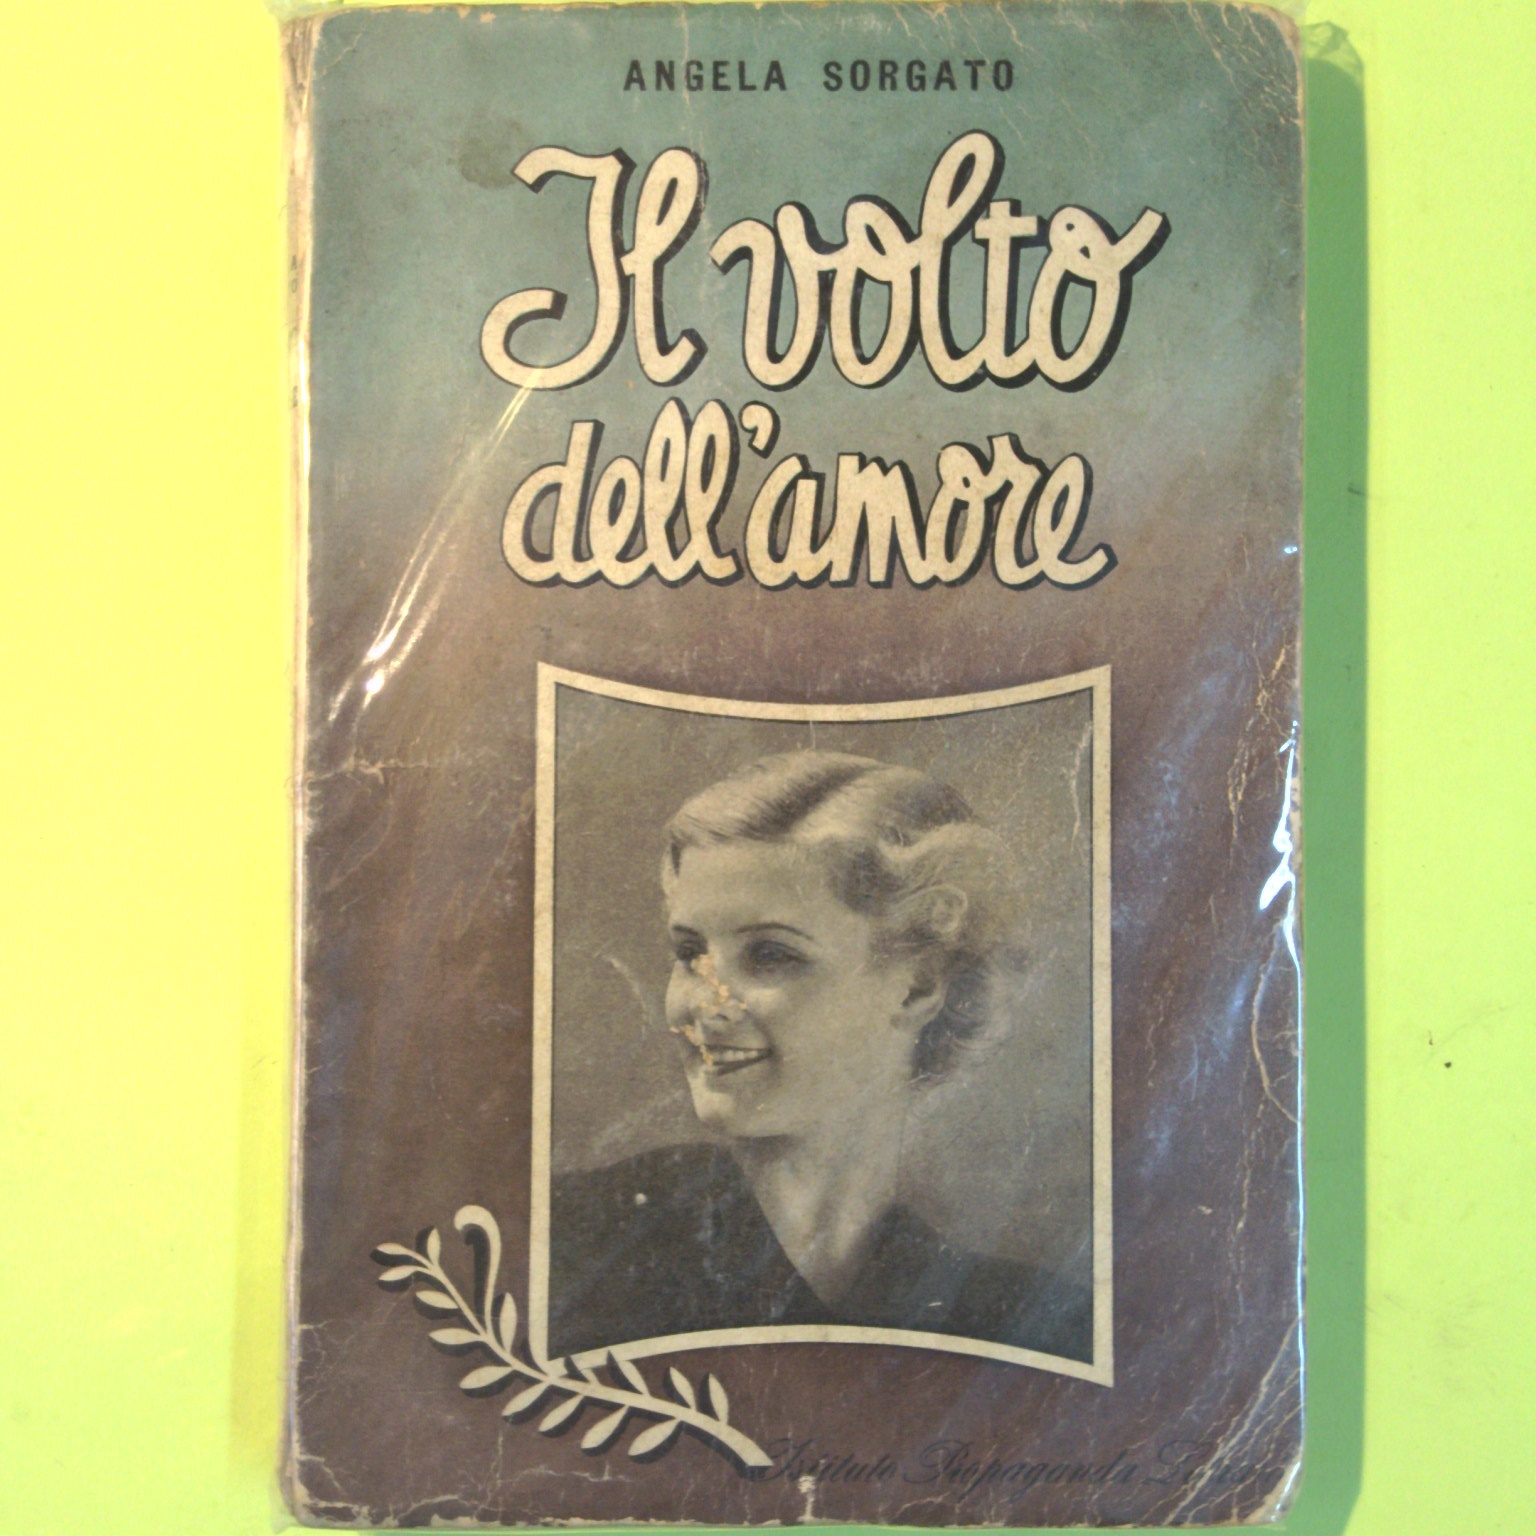 ANGELA SORGATO
Il volto
dell'amore
Istituto Propaganda